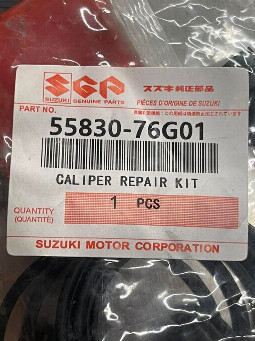 SGP
スズキ純正部品
SUZUKI GENUINE PARTS
PIÈCES D'ORIGINE DE SUZUKI
PART NO.
55830-76G01
CALIPER REPAIR KIT
QUANTITY
(QUANTITÉ)
1 PCS
SUZUKI MOTOR CORPORATION